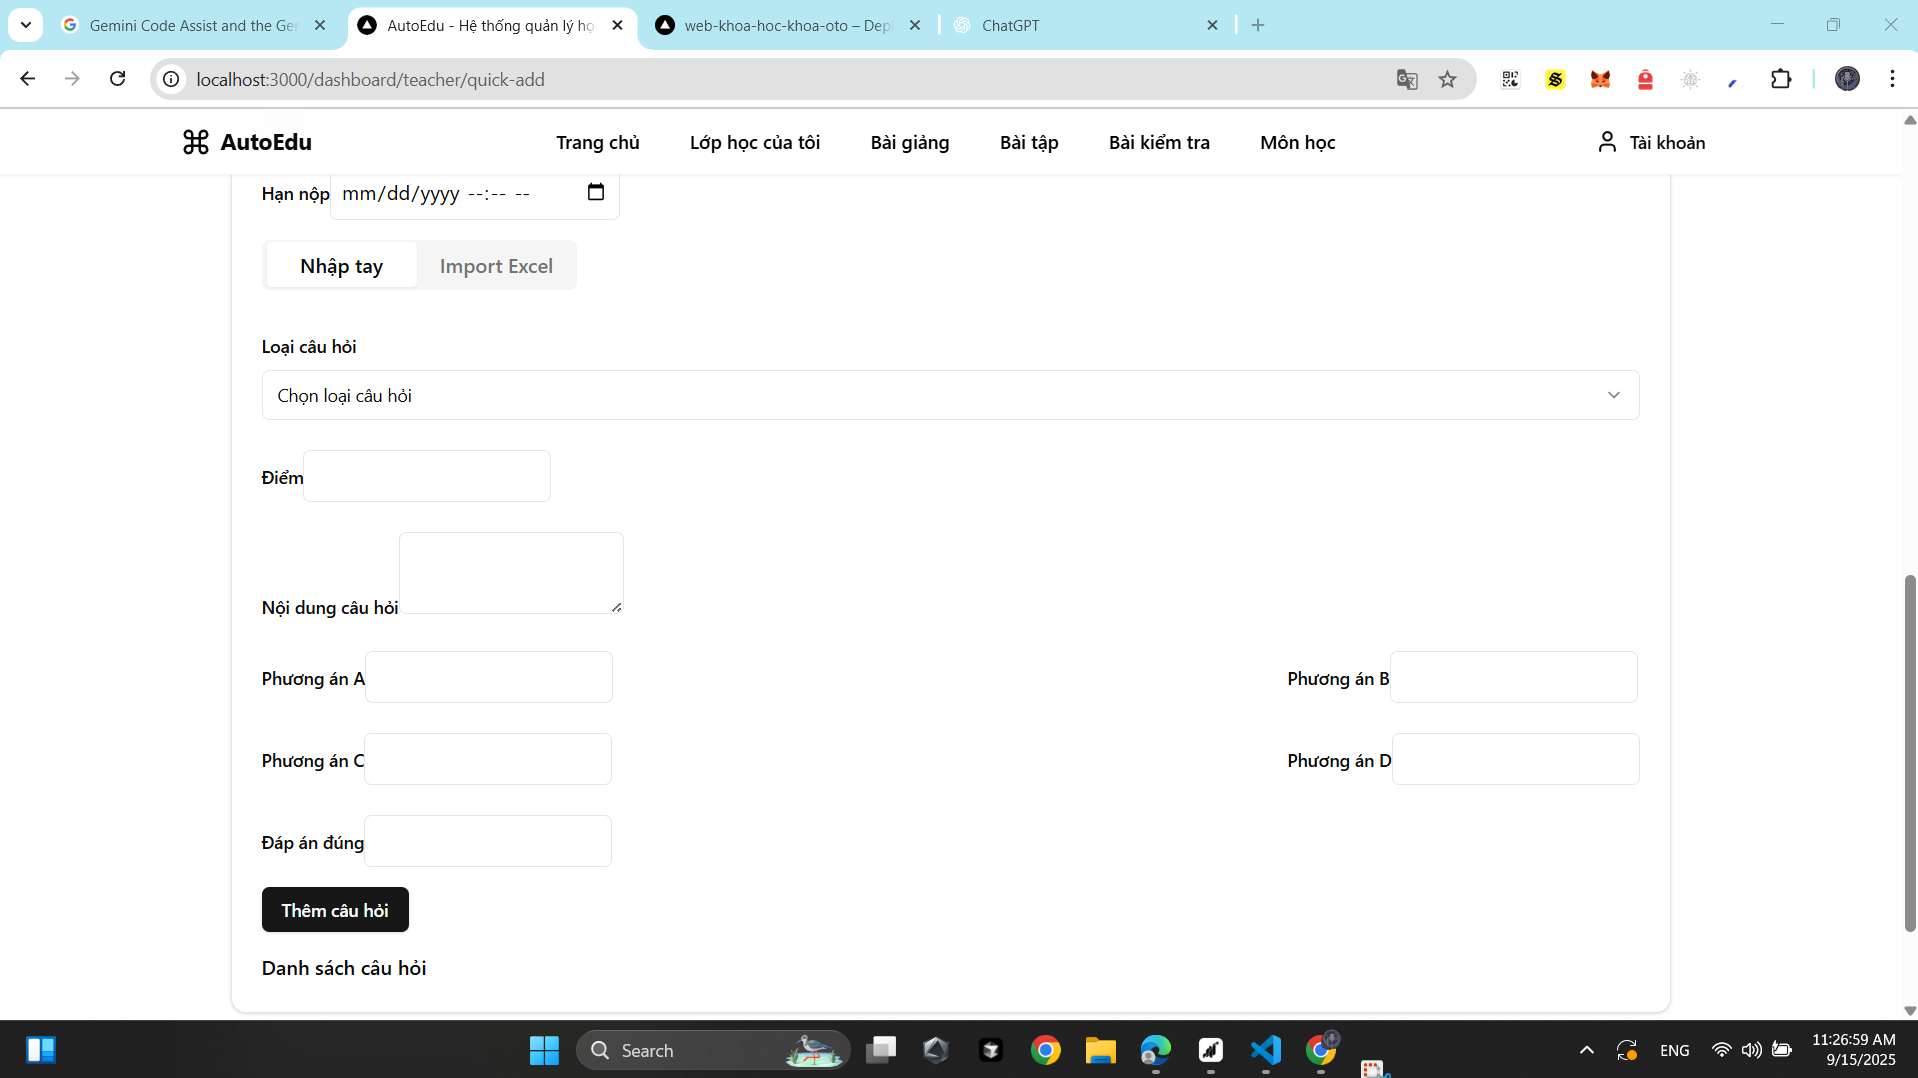 Gemini Code Assist and the Ger
AutoEdu - Hệ thống quản lý họ
web-khoa-hoc-khoa-oto – Depl
ChatGPT
localhost:3000/dashboard/teacher/quick-add
AutoEdu
Trang chủ
Lớp học của tôi
Bài giảng
Bài tập
Bài kiểm tra
Môn học
Tài khoản
Hạn nộp
mm/dd/yyyy --:-- --
Nhập tay
Import Excel
Loại câu hỏi
Chọn loại câu hỏi
Điểm
Nội dung câu hỏi
Phương án A
Phương án B
Phương án C
Phương án D
Đáp án đúng
Thêm câu hỏi
Danh sách câu hỏi
Search
ENG
11:26:59 AM
9/15/2025